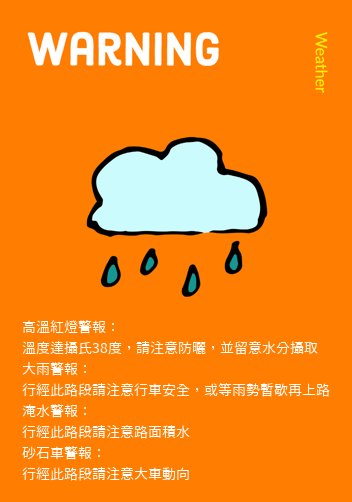 WARNING
Weather
高溫紅燈警報：
溫度達攝氏38度，請注意防曬，並留意水分攝取
大雨警報：
行經此路段請注意行車安全，或等雨勢暫歇再上路
淹水警報：
行經此路段請注意路面積水
砂石車警報：
行經此路段請注意大車動向